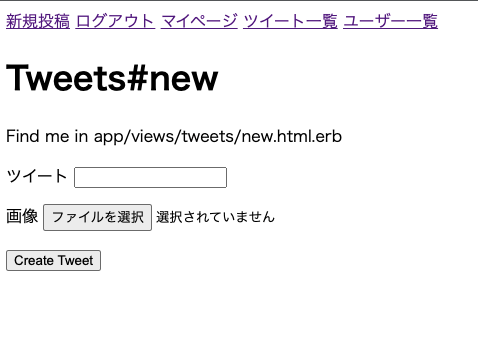 新規投稿 ログアウト マイページ ツイート一覧 ユーザー一覧
Tweets#new
Find me in app/views/tweets/new.html.erb
ツイート
画像 ファイルを選択 選択されていません
Create Tweet